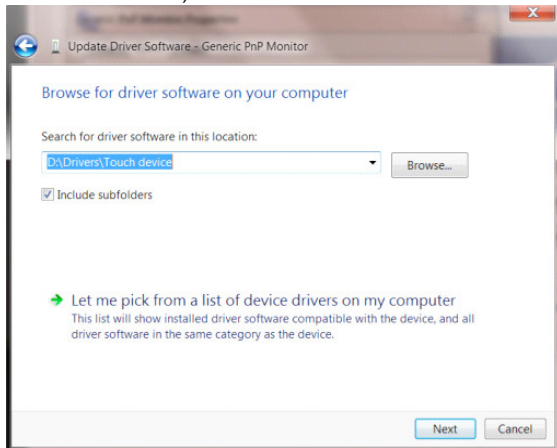 Update Driver Software - Generic PnP Monitor
Browse for driver software on your computer
Search for driver software in this location:
D:\Drivers\Touch device
Browse...
Include subfolders
Let me pick from a list of device drivers on my computer
This list will show installed driver software compatible with the device, and all
driver software in the same category as the device.
Next
Cancel